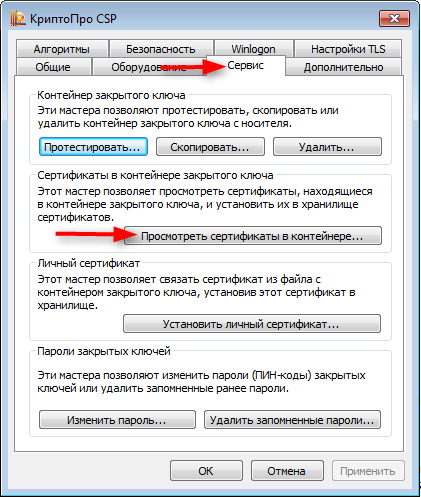 КриптоПро CSP
Алгоритмы Безопасность Winlogon Настройки TLS
Общие Оборудование Сервис Дополнительно
Контейнер закрытого ключа
Эти мастера позволяют протестировать, скопировать или
удалить контейнер закрытого ключа с носителя.
Протестировать... Скопировать... Удалить...
Сертификаты в контейнере закрытого ключа
Этот мастер позволяет просмотреть сертификаты, находящиеся
в контейнере закрытого ключа, и установить их в хранилище
сертификатов.
Просмотреть сертификаты в контейнере...
Личный сертификат
Этот мастер позволяет связать сертификат из файла с
контейнером закрытого ключа, установив этот сертификат в
хранилище.
Установить личный сертификат...
Пароли закрытых ключей
Эти мастера позволяют изменить пароли (ПИН-коды) закрытых
ключей или удалить запомненные ранее пароли.
Изменить пароль... Удалить запомненные пароли...
ОК Отмена Применить